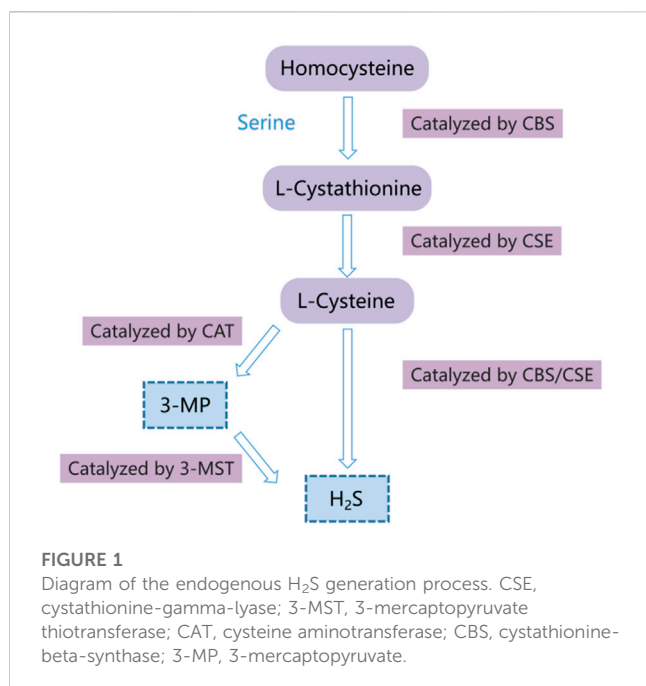 Homocysteine
Serine
Catalyzed by CBS
L-Cystathionine
Catalyzed by CSE
L-Cysteine
Catalyzed by CAT
Catalyzed by CBS/CSE
3-MP
Catalyzed by 3-MST
H₂S
FIGURE 1
Diagram of the endogenous H₂S generation process. CSE,
cystathionine-gamma-lyase; 3-MST, 3-mercaptopyruvate
thiotransferase; CAT, cysteine aminotransferase; CBS, cystathionine-
beta-synthase; 3-MP, 3-mercaptopyruvate.